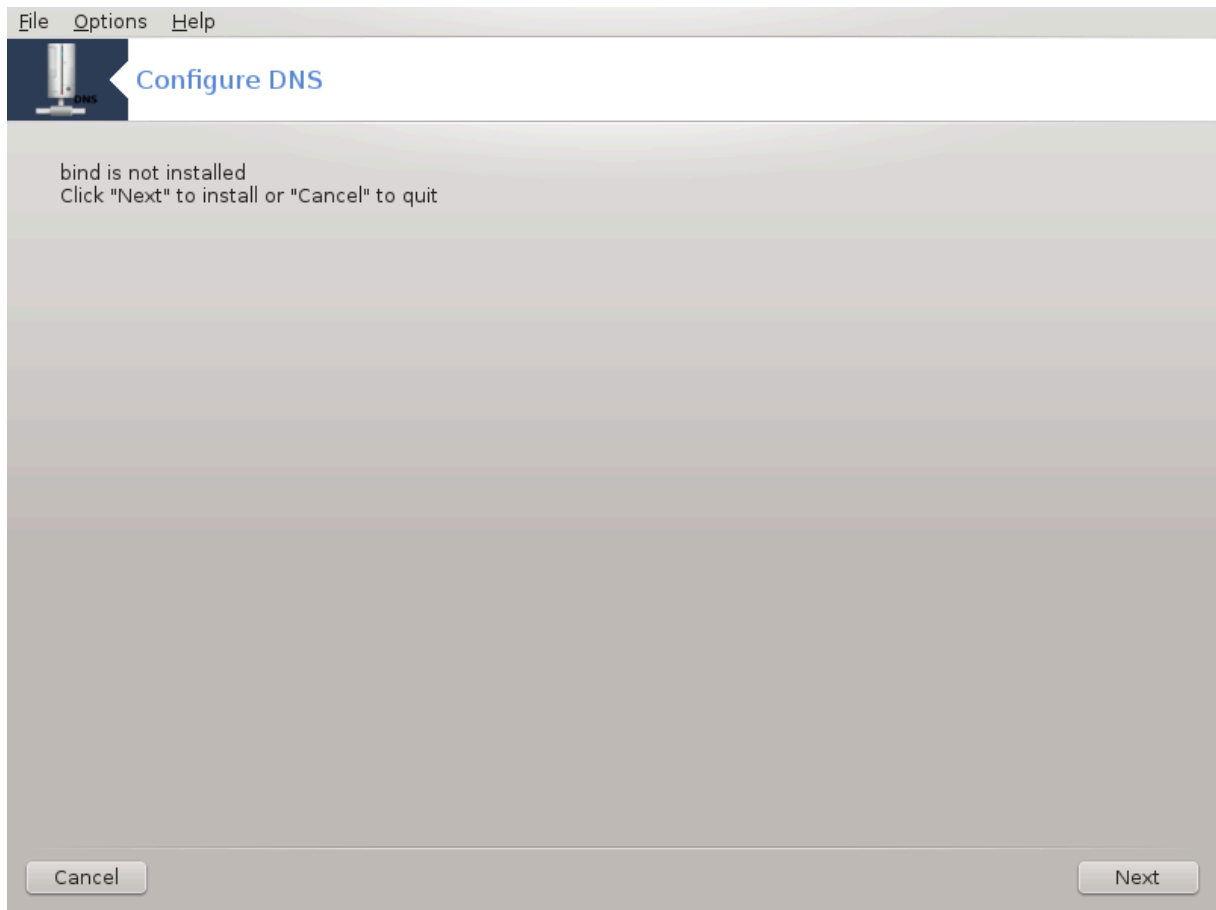 File Options Help
DNS
Configure DNS
bind is not installed
Click "Next" to install or "Cancel" to quit
Cancel Next